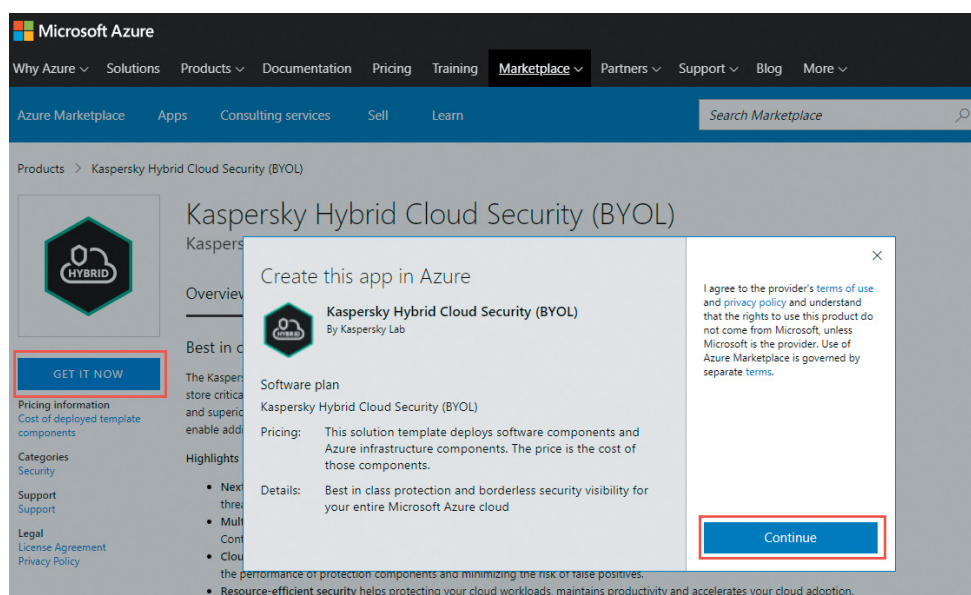 Microsoft Azure
Why Azure Solutions Products Documentation Pricing Training Marketplace Partners Support Blog More
Azure Marketplace Apps Consulting services Sell Learn Search Marketplace
Products > Kaspersky Hybrid Cloud Security (BYOL)
HYBRID
GET IT NOW
Pricing information
Cost of deployed template
components
Categories
Security
Support
Support
Legal
License Agreement
Privacy Policy
Kaspersky Hybrid Cloud Security (BYOL)
Kaspers
Overview
Best in c
The Kaspers
store critica
and superio
enable addi
Highlights
• Next
threa
• Mult
Cont
• Clou
the performance of protection components and minimizing the risk of false positives.
• Resource-efficient security helps protecting your cloud workloads, maintains productivity and accelerates your cloud adoption.
Create this app in Azure
HYBRID
Kaspersky Hybrid Cloud Security (BYOL)
By Kaspersky Lab
Software plan
Kaspersky Hybrid Cloud Security (BYOL)
Pricing: This solution template deploys software components and
Azure infrastructure components. The price is the cost of
those components.
Details: Best in class protection and borderless security visibility for
your entire Microsoft Azure cloud
I agree to the provider's terms of use
and privacy policy and understand
that the rights to use this product do
not come from Microsoft, unless
Microsoft is the provider. Use of
Azure Marketplace is governed by
separate terms.
Continue